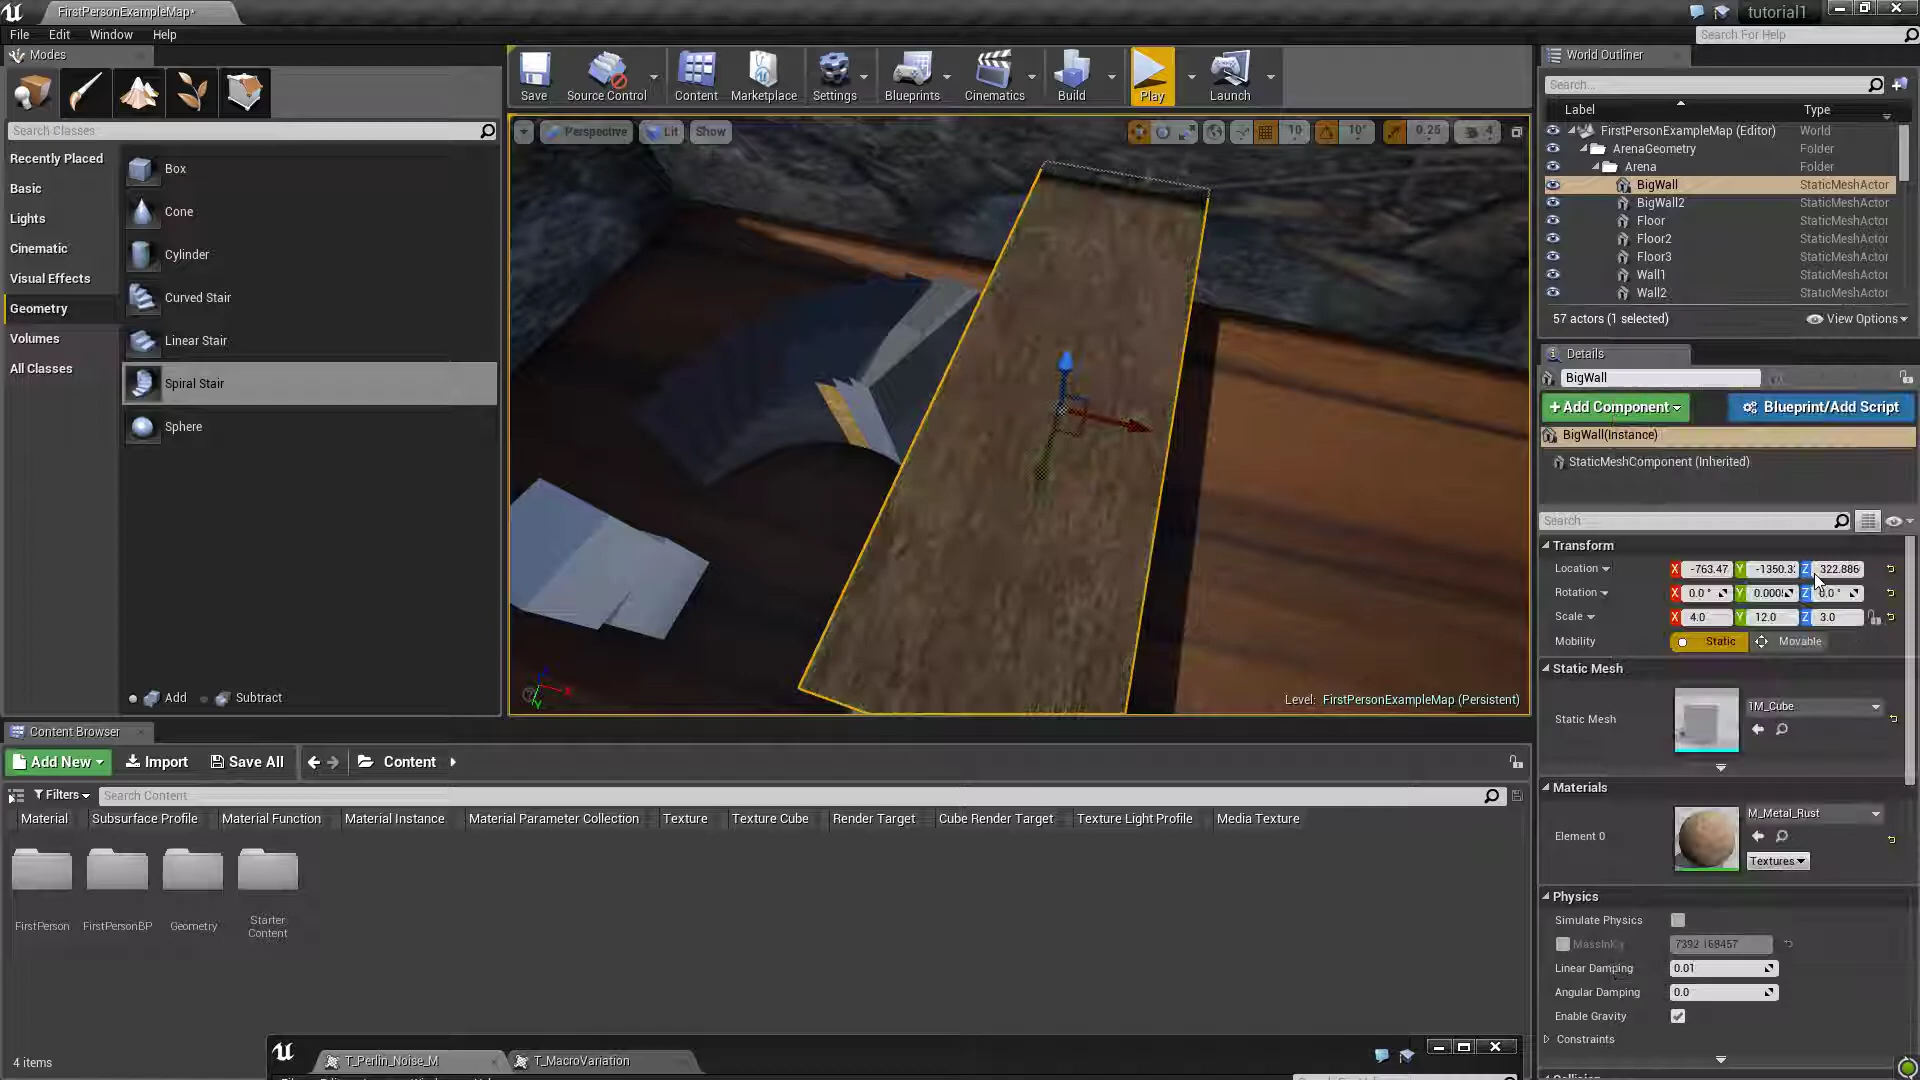 FirstPersonExampleMap*
tutorial1
File Edit Window Help
Search For Help
Modes
Search Classes
Recently Placed
Basic
Lights
Cinematic
Visual Effects
Geometry
Volumes
All Classes
Box
Cone
Cylinder
Curved Stair
Linear Stair
Spiral Stair
Sphere
Add Subtract
Save Source Control Content Marketplace Settings Blueprints Cinematics Build Play Launch
Perspective Lit Show 10 10° 0.25 4
Level: FirstPersonExampleMap (Persistent)
World Outliner
Search...
Label Type
FirstPersonExampleMap (Editor) World
ArenaGeometry Folder
Arena Folder
BigWall StaticMeshActor
BigWall2 StaticMeshActor
Floor StaticMeshActor
Floor2 StaticMeshActor
Floor3 StaticMeshActor
Wall1 StaticMeshActor
Wall2 StaticMeshActor
57 actors (1 selected) View Options
Details
BigWall
+Add Component Blueprint/Add Script
BigWall(Instance)
StaticMeshComponent (Inherited)
Search
Transform
Location X -763.47 Y -1350.3 Z 322.886
Rotation X 0.0° Y 0.000 Z 0.0°
Scale X 4.0 Y 12.0 Z 3.0
Mobility Static Movable
Static Mesh
Static Mesh 1M_Cube
Materials
Element 0 M_Metal_Rust
Textures
Physics
Simulate Physics
MassInK 7392.168457
Linear Damping 0.01
Angular Damping 0.0
Enable Gravity
Constraints
Content Browser
Add New Import Save All Content
Filters Search Content
Material Subsurface Profile Material Function Material Instance Material Parameter Collection Texture Texture Cube Render Target Cube Render Target Texture Light Profile Media Texture
FirstPerson FirstPersonBP Geometry Starter Content
4 items
T_Perlin_Noise_M T_MacroVariation